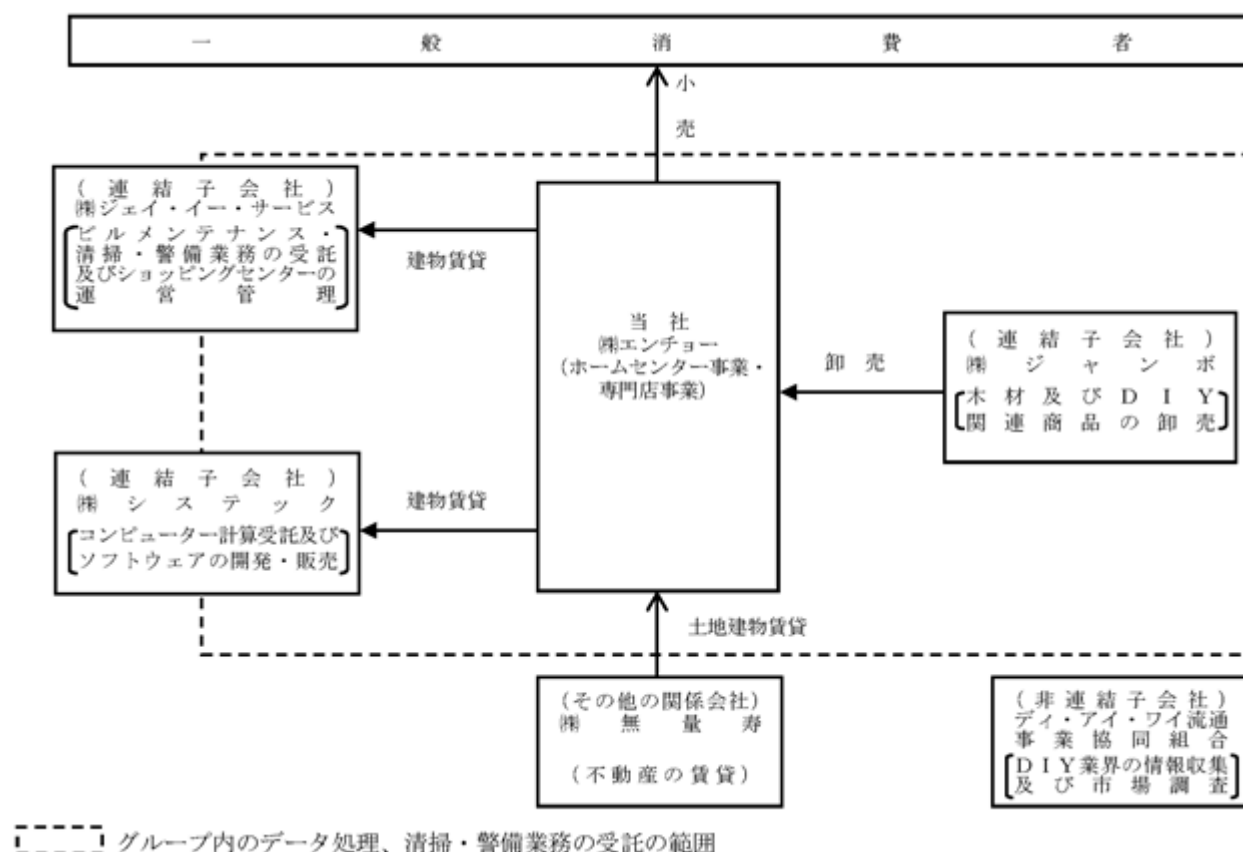 一般消費者
小
売
(連結子会社)
㈱ジェイ・イー・サービス
ビルメンテナンス・
清掃・警備業務の受託
及びショッピングセンターの
運営管理
建物賃貸
当社
㈱エンチョー
(ホームセンター事業・
専門店事業)
卸売
(連結子会社)
㈱ジャンボ
木材及びDIY
関連商品の卸売
(連結子会社)
㈱システック
コンピューター計算受託及び
ソフトウェアの開発・販売
建物賃貸
土地建物賃貸
(その他の関係会社)
㈱無量寿
(不動産の賃貸)
(非連結子会社)
ディ・アイ・ワイ流通
事業協同組合
DIY業界の情報収集
及び市場調査
グループ内のデータ処理、清掃・警備業務の受託の範囲